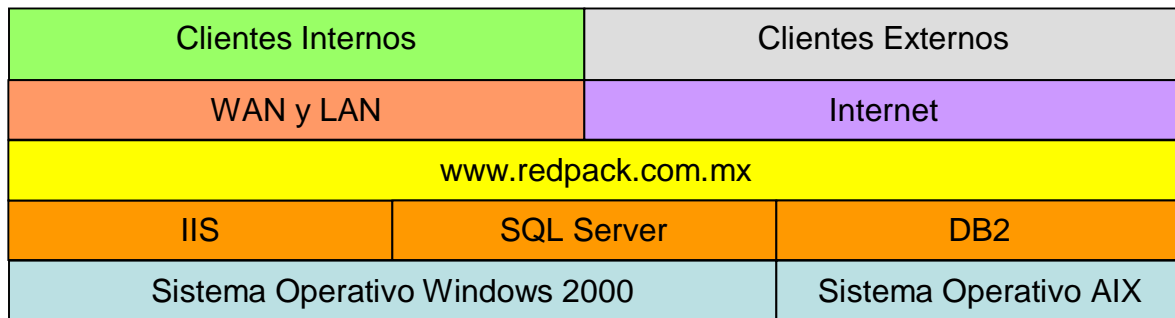 Clientes Internos
Clientes Externos
WAN y LAN
Internet
www.redpack.com.mx
IIS
SQL Server
DB2
Sistema Operativo Windows 2000
Sistema Operativo AIX